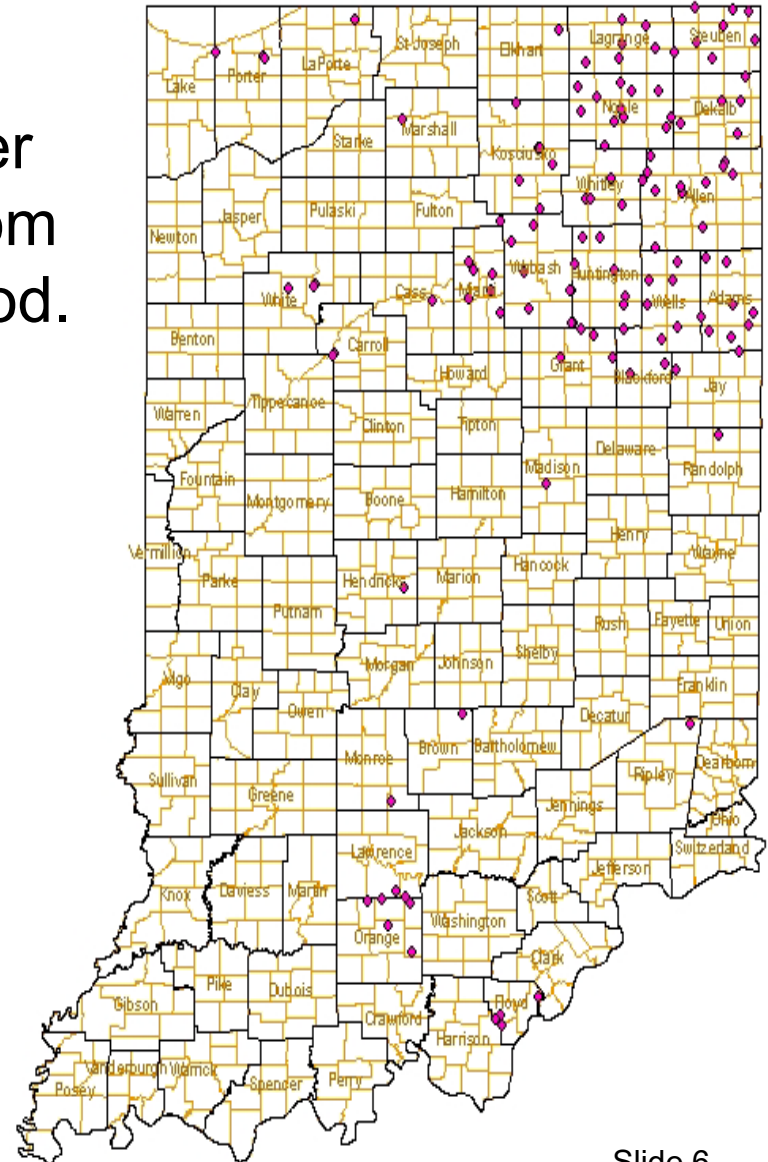 er
om
od.
St Joseph
Elkhart
Lagrange
Steuben
Lake
Porter
LaPorte
Noble
Dekalb
Starke
Marshall
Kosciusko
Whitley
Allen
Newton
Jasper
Pulaski
Fulton
White
Cass
Miami
Wabash
Huntington
Wells
Adams
Benton
Carroll
Howard
Grant
Blackford
Jay
Warren
Tippecanoe
Clinton
Tipton
Fountain
Montgomery
Boone
Hamilton
Madison
Delaware
Randolph
Vermillion
Parke
Putnam
Hendricks
Marion
Hancock
Henry
Wayne
Vigo
Clay
Owen
Morgan
Johnson
Shelby
Rush
Fayette
Union
Franklin
Decatur
Sullivan
Greene
Monroe
Brown
Bartholomew
Jennings
Ripley
Dearborn
Ohio
Switzerland
Knox
Daviess
Martin
Lawrence
Jackson
Jefferson
Scott
Orange
Washington
Clark
Gibson
Pike
Dubois
Crawford
Floyd
Harrison
Posey
Vanderburgh
Warrick
Spencer
Perry
Slide 6